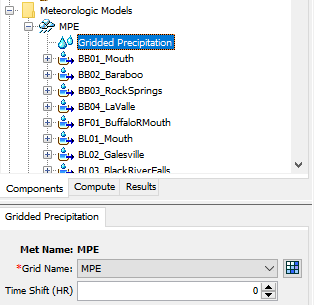 Meteorologic Models
MPE
Gridded Precipitation
BB01_Mouth
BB02_Baraboo
BB03_RockSprings
BB04_LaValle
BF01_BuffaloRMouth
BL01_Mouth
BL02_Galesville
BL03_BlackRiverFalls
Components Compute Results
Gridded Precipitation
Met Name: MPE
*Grid Name: MPE
Time Shift (HR) 0